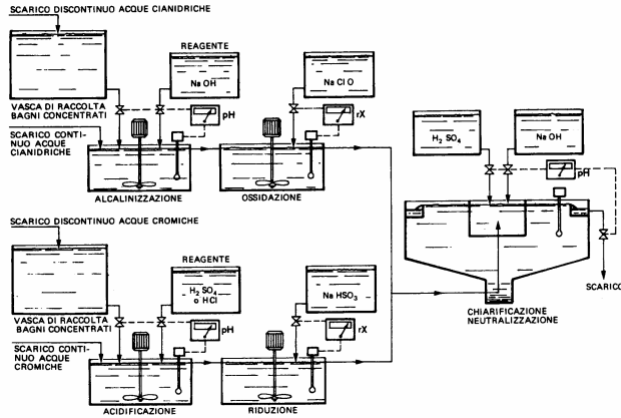 SCARICO DISCONTINUO ACQUE CIANIDRICHE
REAGENTE
Na OH
Na Cl O
VASCA DI RACCOLTA
BAGNI CONCENTRATI
pH
rX
SCARICO CONTI-
NUO ACQUE
CIANIDRICHE
ALCALINIZZAZIONE
OSSIDAZIONE
H2 SO4
Na OH
pH
SCARICO
CHIARIFICAZIONE
NEUTRALIZZAZIONE
SCARICO DISCONTINUO ACQUE CROMICHE
REAGENTE
H2 SO4
o HCl
Na HSO3
VASCA DI RACCOLTA
BAGNI CONCENTRATI
pH
rX
SCARICO CONTI-
NUO ACQUE
CROMICHE
ACIDIFICAZIONE
RIDUZIONE